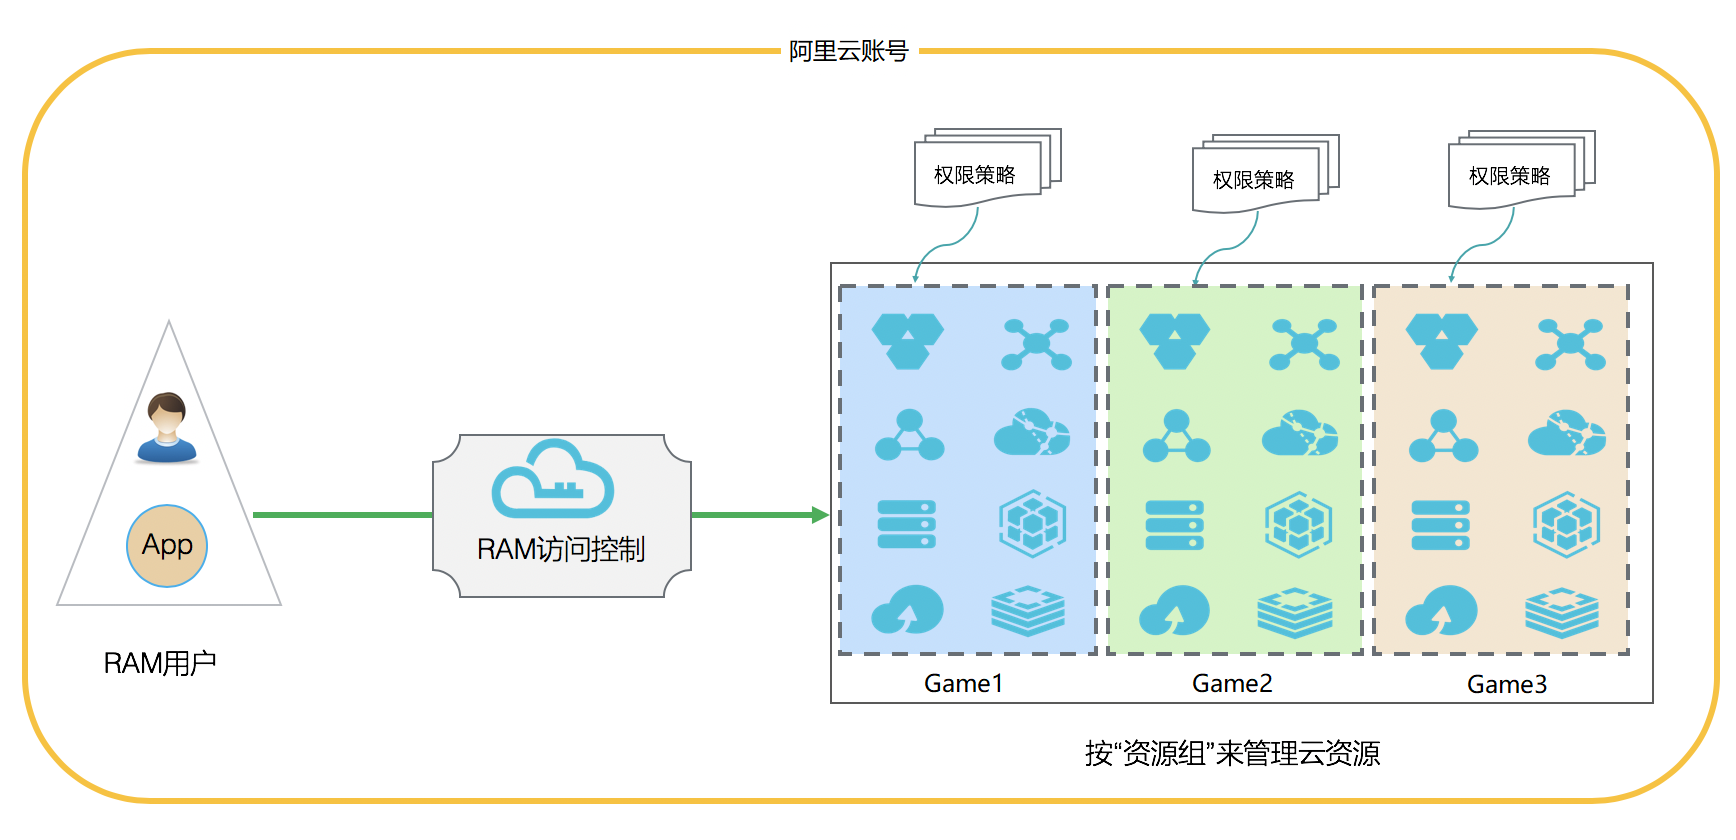 阿里云账号
权限策略
权限策略
权限策略
App
RAM访问控制
RAM用户
Game1
Game2
Game3
按“资源组”来管理云资源